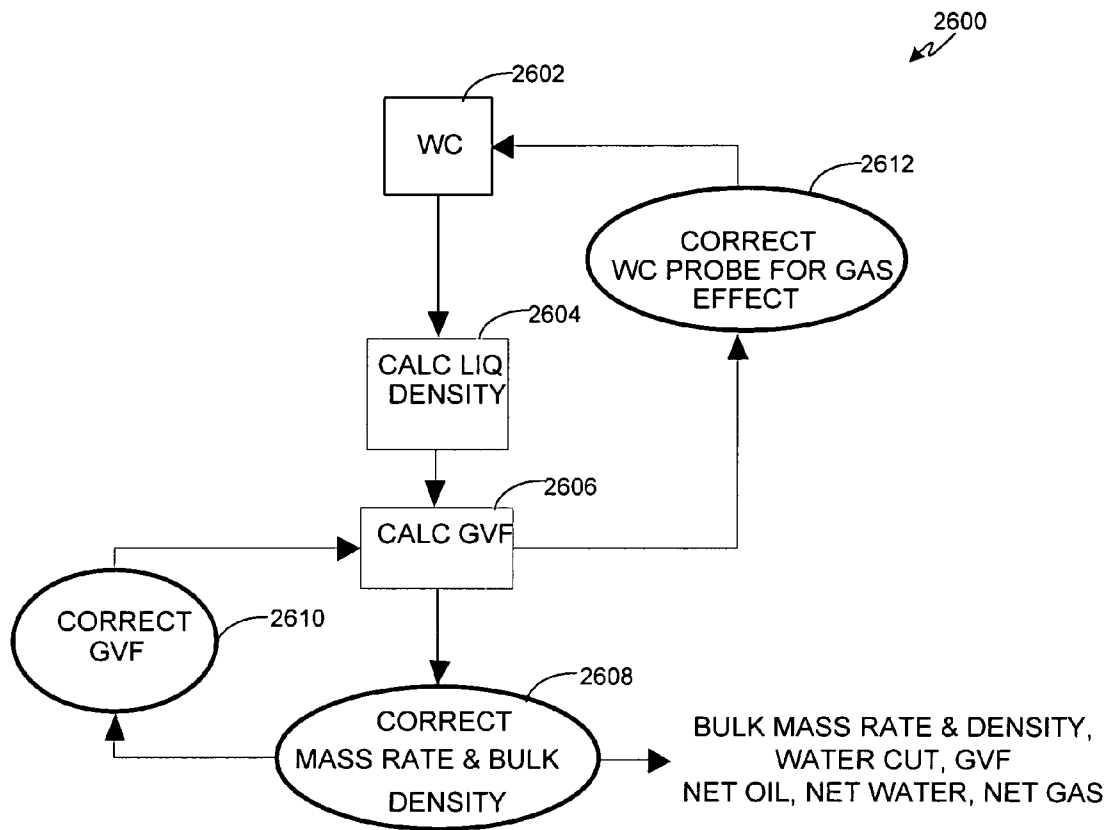 2600
2602
WC
2612
CORRECT
WC PROBE FOR GAS
EFFECT
2604
CALC LIQ
DENSITY
2606
CALC GVF
CORRECT
GVF
2610
2608
CORRECT
MASS RATE & BULK
DENSITY
BULK MASS RATE & DENSITY,
WATER CUT, GVF
NET OIL, NET WATER, NET GAS